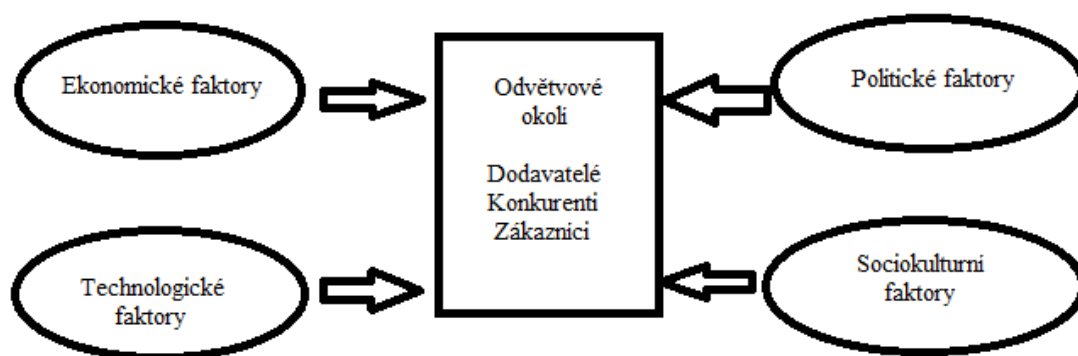 Ekonomické faktory
Odvětvové
okolí
Dodavatelé
Konkurenti
Zákazníci
Politické faktory
Technologické
faktory
Sociokulturní
faktory